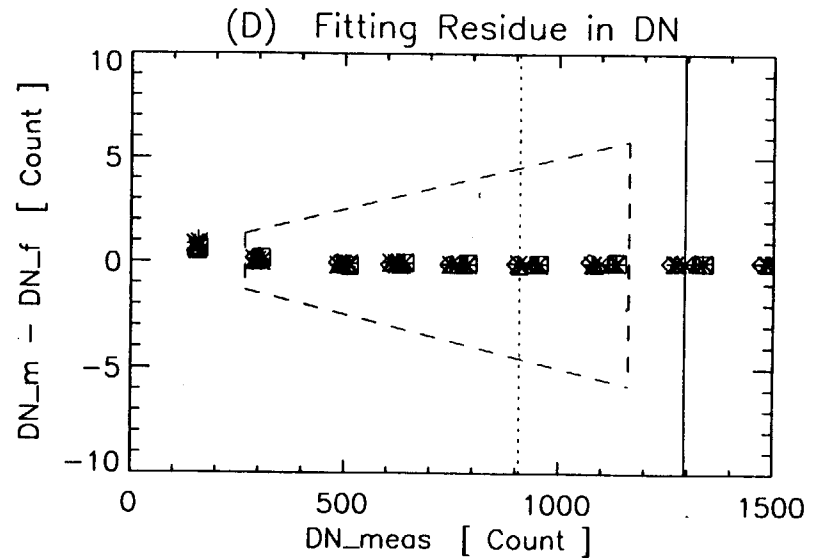 (D) Fitting Residue in DN
10
5
0
-5
-10
DN_m - DN_f [ Count ]
0 500 1000 1500
DN_meas [ Count ]